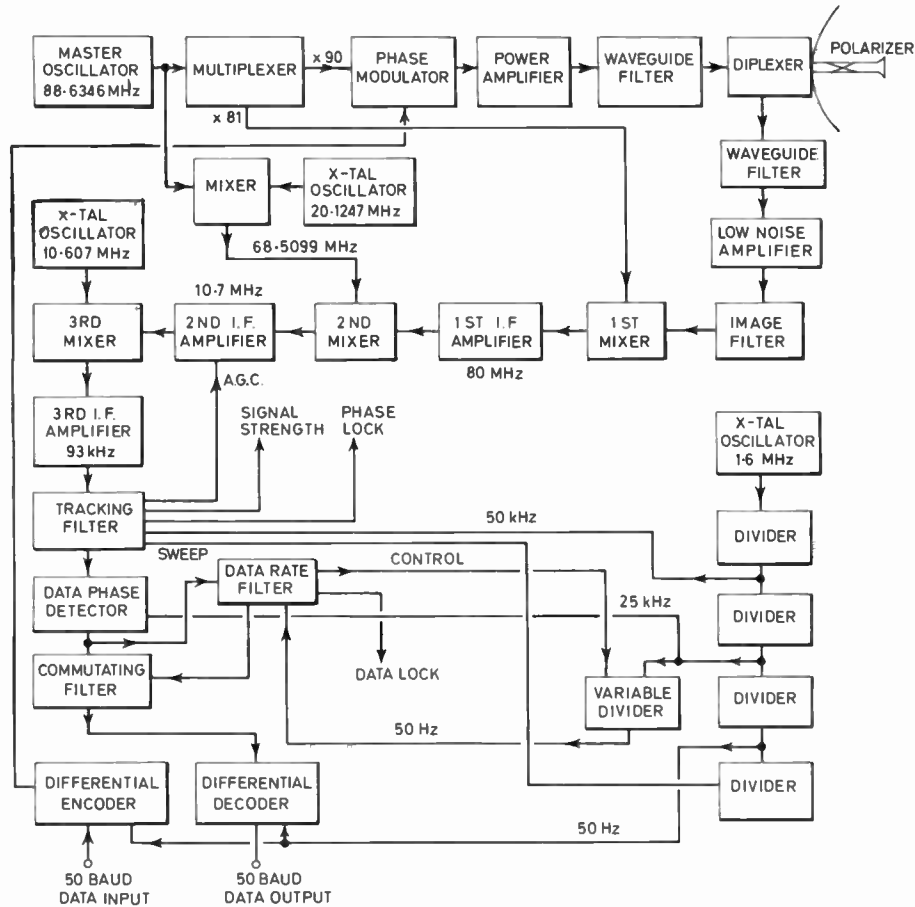 MASTER
OSCILLATOR
88·6346 MHz
MULTIPLEXER
x 90
PHASE
MODULATOR
POWER
AMPLIFIER
WAVEGUIDE
FILTER
DIPLEXER
POLARIZER
x 81
MIXER
X-TAL
OSCILLATOR
20·1247 MHz
WAVEGUIDE
FILTER
X-TAL
OSCILLATOR
10·607 MHz
68·5099 MHz
LOW NOISE
AMPLIFIER
10·7 MHz
3RD
MIXER
2ND I.F.
AMPLIFIER
2ND
MIXER
1ST I.F
AMPLIFIER
80 MHz
1ST
MIXER
IMAGE
FILTER
A.G.C.
3RD I.F.
AMPLIFIER
93 kHz
SIGNAL
STRENGTH
PHASE
LOCK
X-TAL
OSCILLATOR
1·6 MHz
TRACKING
FILTER
50 kHz
DIVIDER
SWEEP
DATA RATE
FILTER
CONTROL
DATA PHASE
DETECTOR
25 kHz
DIVIDER
COMMUTATING
FILTER
DATA LOCK
VARIABLE
DIVIDER
DIVIDER
50 Hz
DIFFERENTIAL
ENCODER
DIFFERENTIAL
DECODER
DIVIDER
50 Hz
50 BAUD
DATA INPUT
50 BAUD
DATA OUTPUT